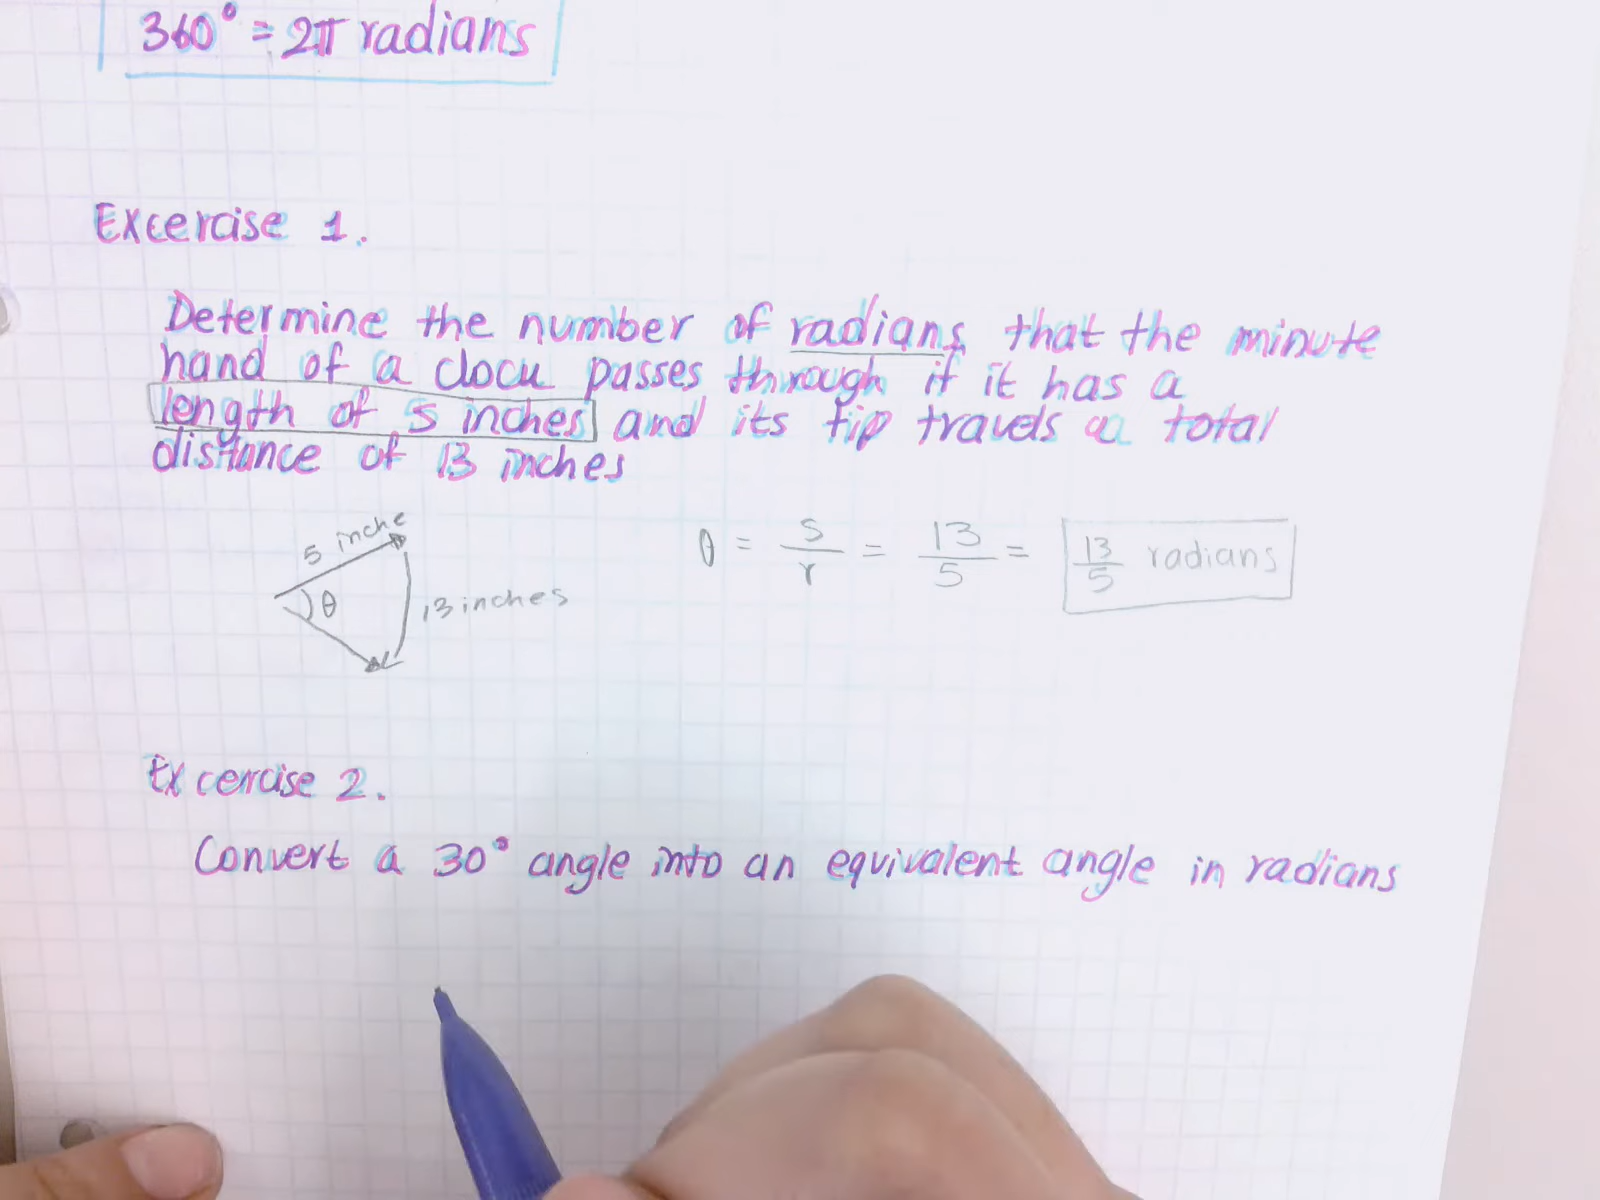 360° = 2π radians
Excercise 1.
Determine the number of radians that the minute
hand of a clock passes through if it has a
length of 5 inches and its tip travels a total
distance of 13 inches
5 inche
θ
13 inches
θ = s/r = 13/5 = 13/5 radians
Excercise 2.
Convert a 30° angle into an equivalent angle in radians